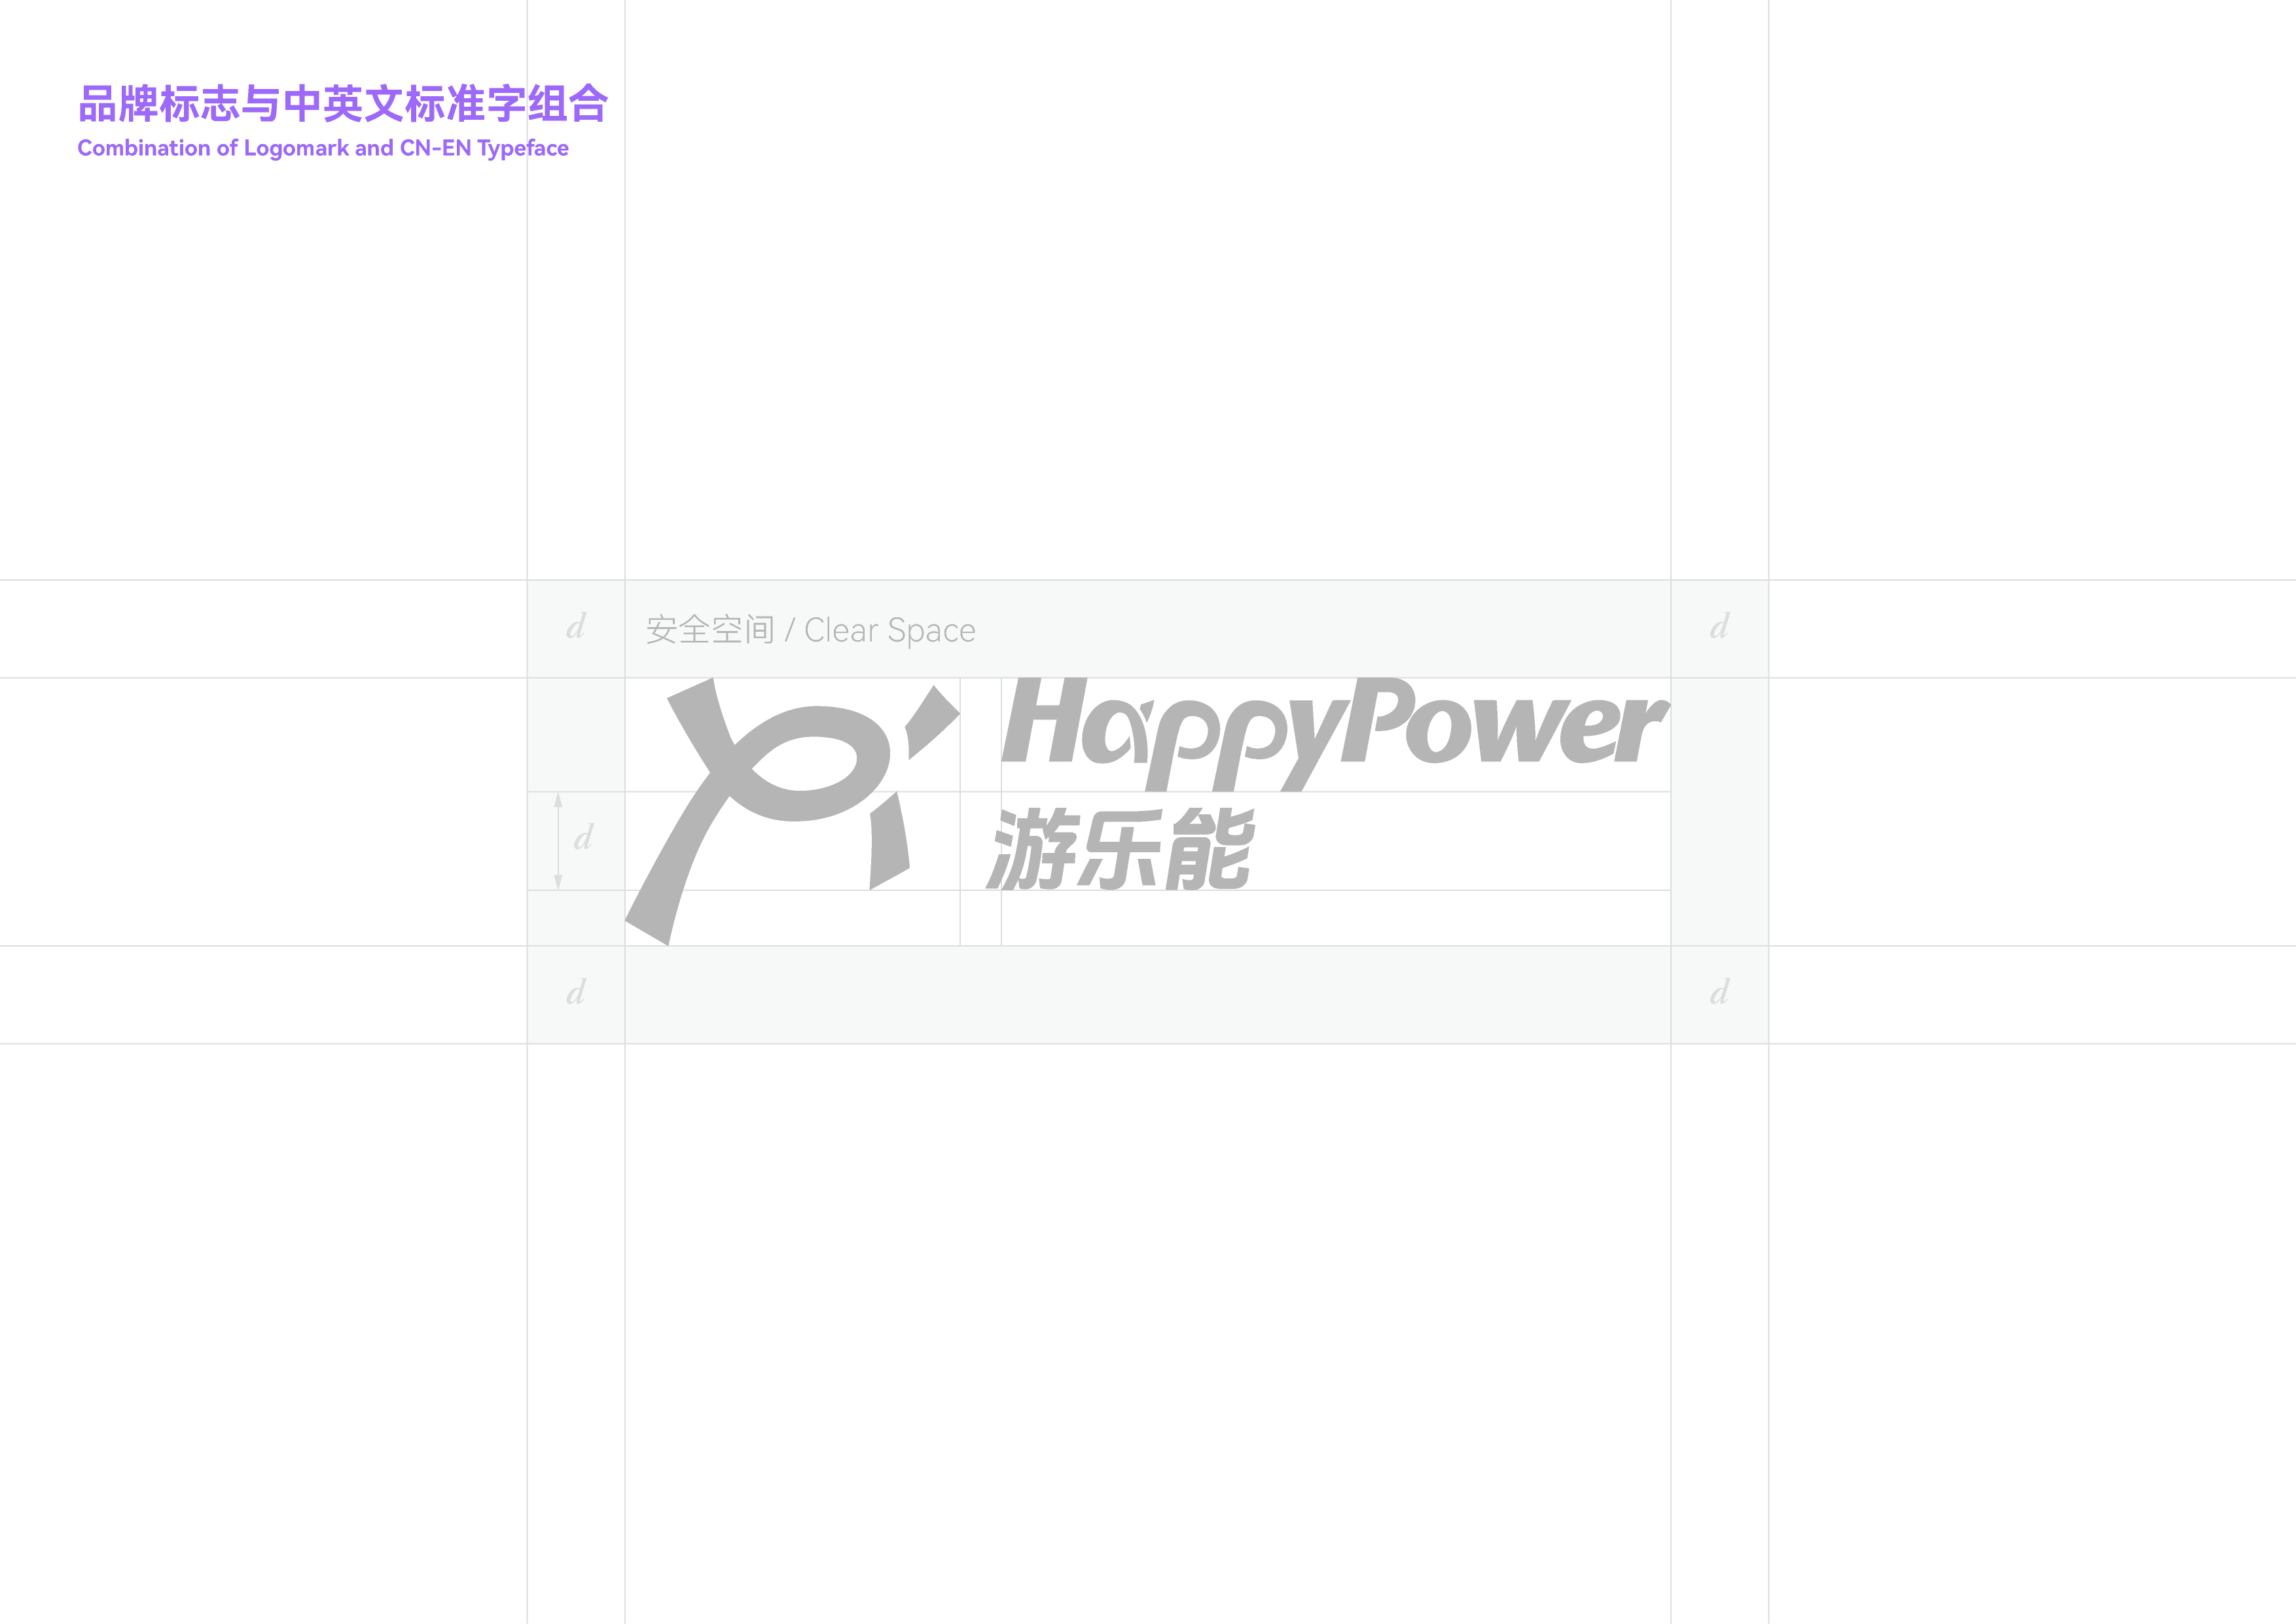 品牌标志与中英文标准字组合
Combination of Logomark and CN-EN Typeface
d
安全空间 / Clear Space
d
HappyPower
d
游乐能
d
d